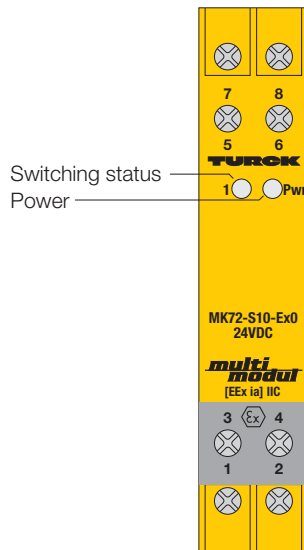 7 8
5 6
TURCK
Switching status
1 Pwr
Power
MK72-S10-Ex0
24VDC
multi
modul
[EEx ia] IIC
3 Ex 4
1 2